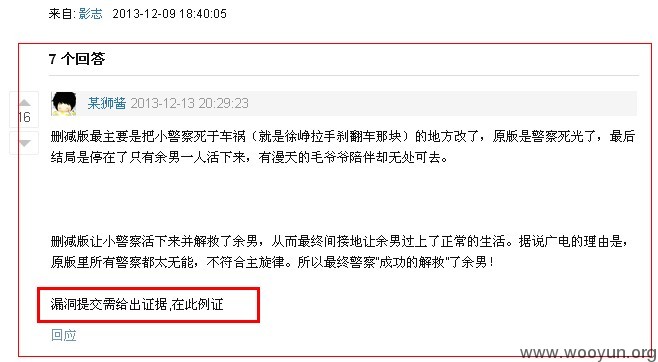 来自: 影志 2013-12-09 18:40:05
7 个回答
某狮酱 2013-12-13 20:29:23
16
删减版最主要是把小警察死于车祸（就是徐峥拉手刹翻车那块）的地方改了，原版是警察死光了，最后
结局是停在了只有余男一人活下来，有漫天的毛爷爷陪伴却无处可去。
删减版让小警察活下来并解救了余男，从而最终间接地让余男过上了正常的生活。据说广电的理由是，
原版里所有警察都太无能，不符合主旋律。所以最终警察"成功的解救"了余男！
漏洞提交需给出证据,在此例证
回应
www.wooyun.org